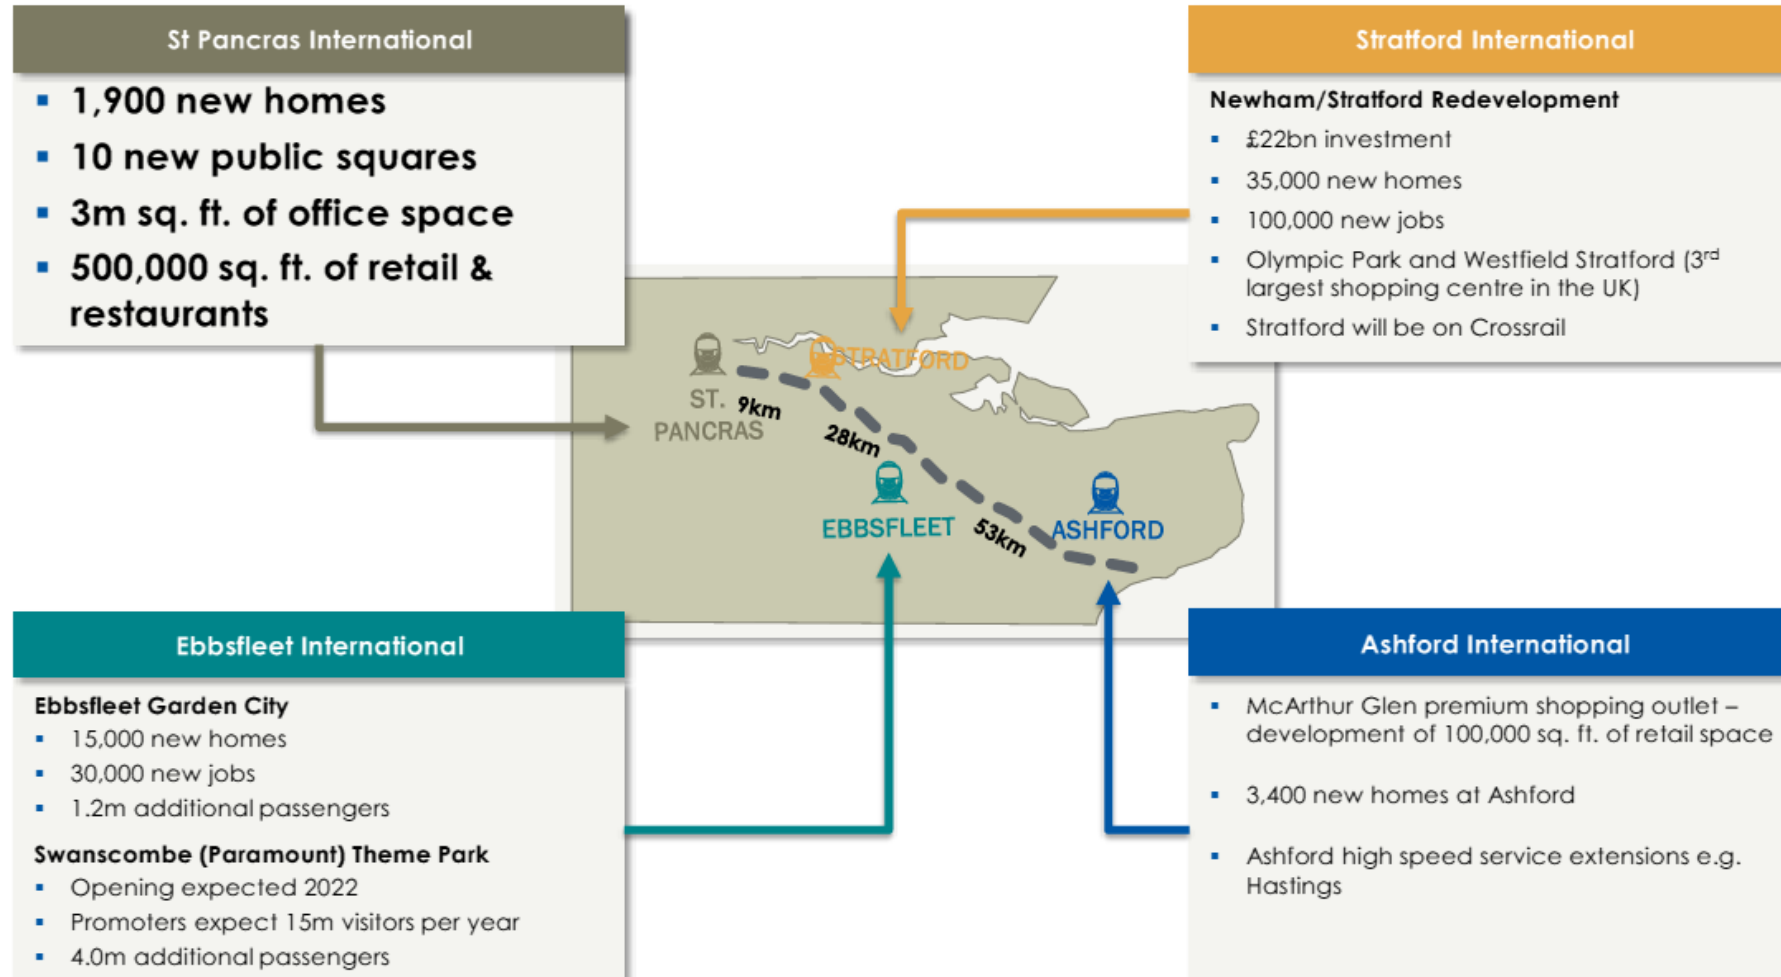 St Pancras International
▪ 1,900 new homes
▪ 10 new public squares
▪ 3m sq. ft. of office space
▪ 500,000 sq. ft. of retail &
restaurants
Stratford International
Newham/Stratford Redevelopment
▪ £22bn investment
▪ 35,000 new homes
▪ 100,000 new jobs
▪ Olympic Park and Westfield Stratford (3rd
largest shopping centre in the UK)
▪ Stratford will be on Crossrail
STRATFORD
ST.
PANCRAS
9km
28km
EBBSFLEET
53km
ASHFORD
Ebbsfleet International
Ebbsfleet Garden City
▪ 15,000 new homes
▪ 30,000 new jobs
▪ 1.2m additional passengers
Swanscombe (Paramount) Theme Park
▪ Opening expected 2022
▪ Promoters expect 15m visitors per year
▪ 4.0m additional passengers
Ashford International
▪ McArthur Glen premium shopping outlet –
development of 100,000 sq. ft. of retail space
▪ 3,400 new homes at Ashford
▪ Ashford high speed service extensions e.g.
Hastings